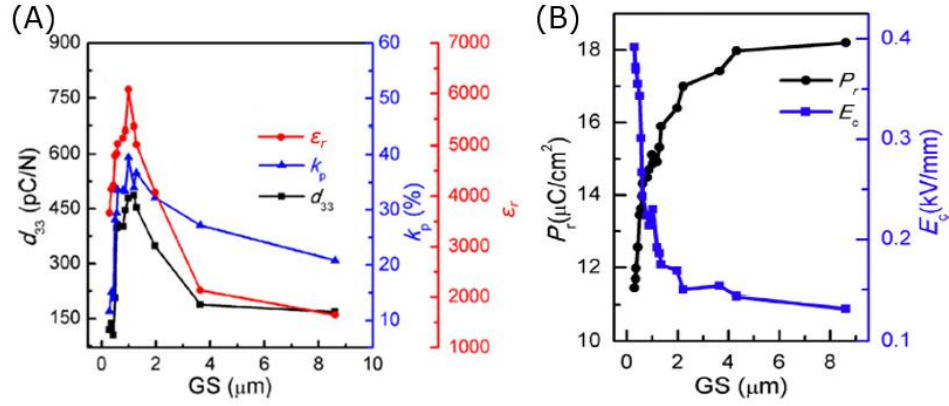 (A)
900
750
600
450
300
150
d33 (pC/N)
0 2 4 6 8 10
GS (μm)
60
50
40
30
20
10
kp (%)
7000
6000
5000
4000
3000
2000
1000
εr
εr
kp
d33
(B)
18
16
14
12
10
Pr(μC/cm2)
0 2 4 6 8
GS (μm)
0.4
0.3
0.2
0.1
Ec(kV/mm)
Pr
Ec